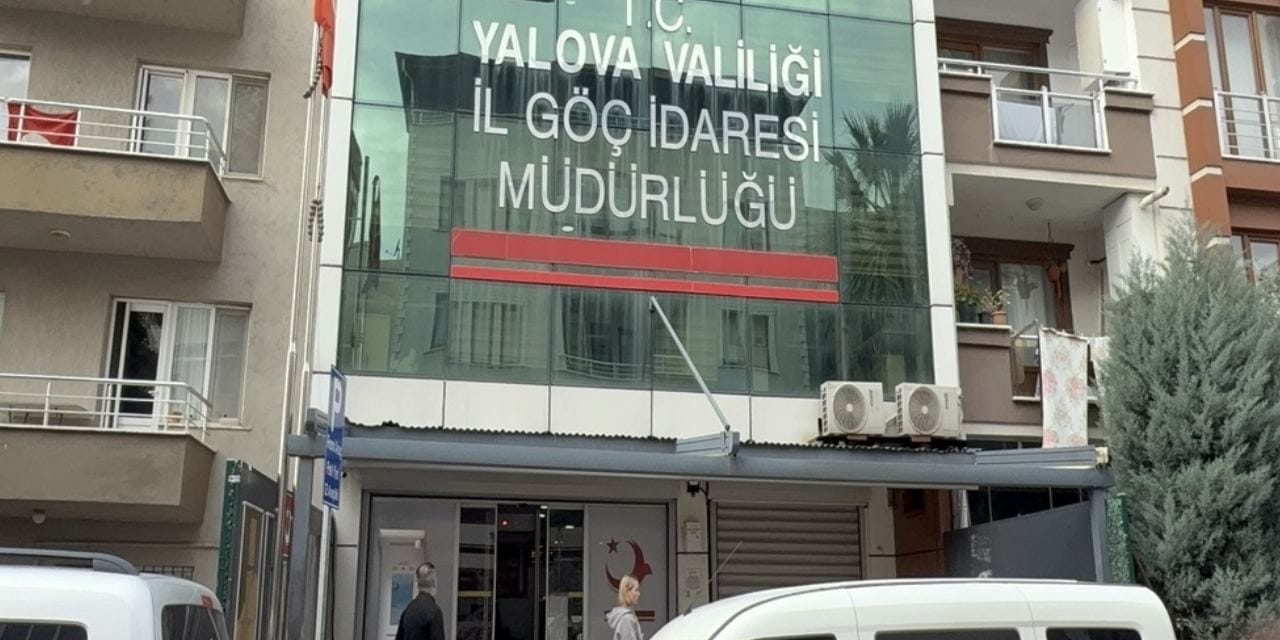 T.C.
YALOVA VALİLİĞİ
İL GÖÇ İDARESİ
MÜDÜRLÜĞÜ
P